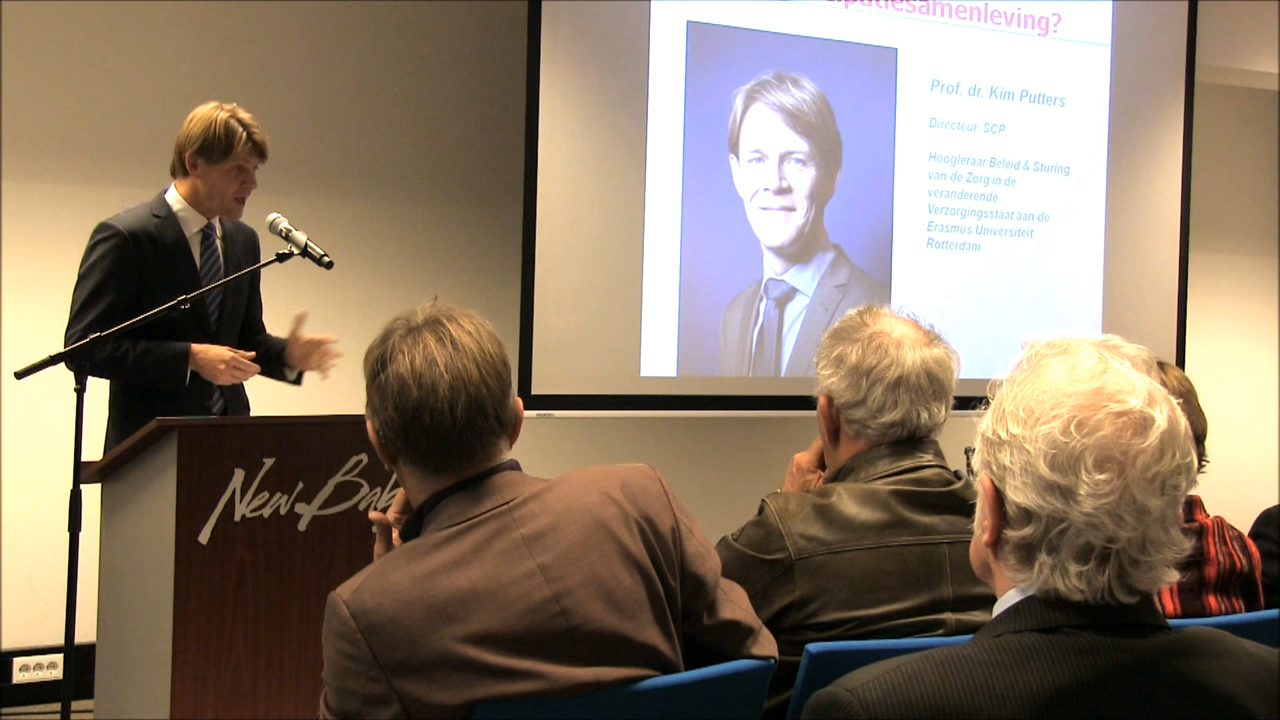 participatiesamenleving?
Prof. dr. Kim Putters
Directeur SCP
Hoogleraar Beleid & Sturing
van de Zorg in de
veranderende
Verzorgingsstaat aan de
Erasmus Universiteit
Rotterdam
New Bab